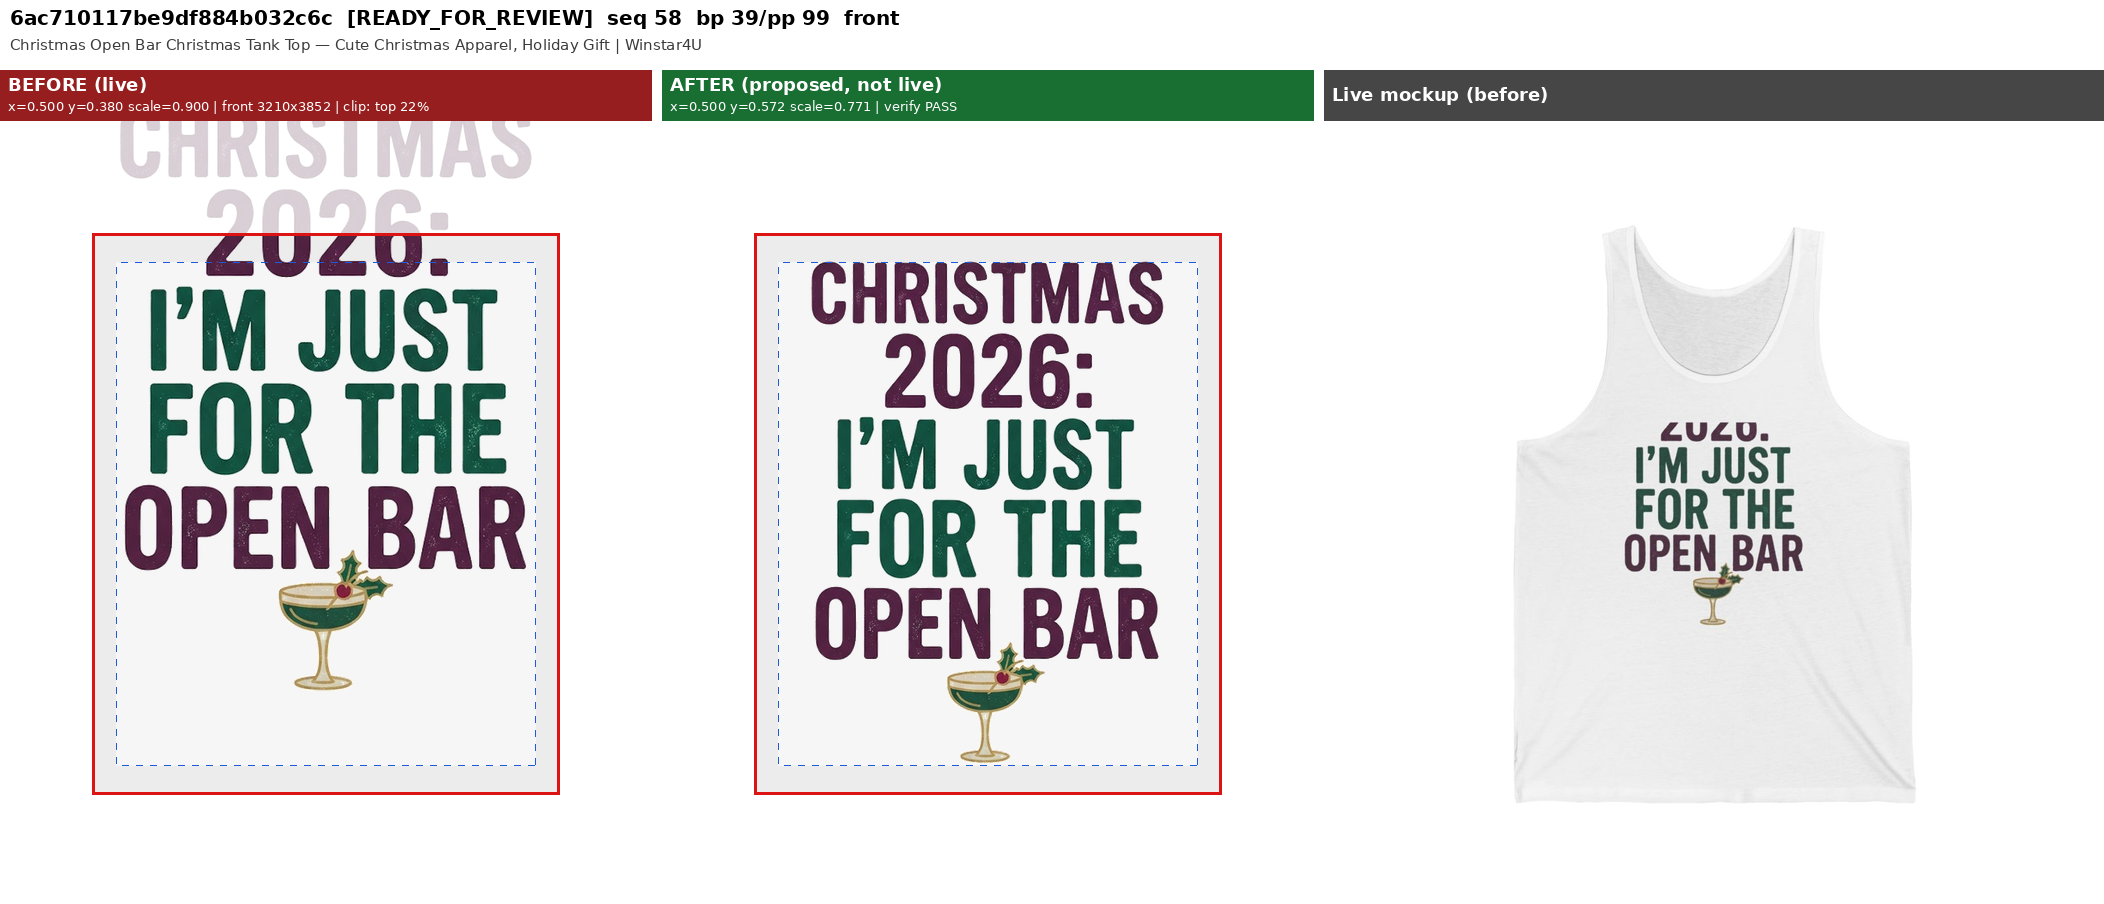 6ac710117be9df884b032c6c [READY_FOR_REVIEW] seq 58 bp 39/pp 99 front
Christmas Open Bar Christmas Tank Top — Cute Christmas Apparel, Holiday Gift | Winstar4U
BEFORE (live)
x=0.500 y=0.380 scale=0.900 | front 3210x3852 | clip: top 22%
CHRISTMAS
2026:
I'M JUST
FOR THE
OPEN BAR
AFTER (proposed, not live)
x=0.500 y=0.572 scale=0.771 | verify PASS
CHRISTMAS
2026:
I'M JUST
FOR THE
OPEN BAR
Live mockup (before)
2026:
I'M JUST
FOR THE
OPEN BAR